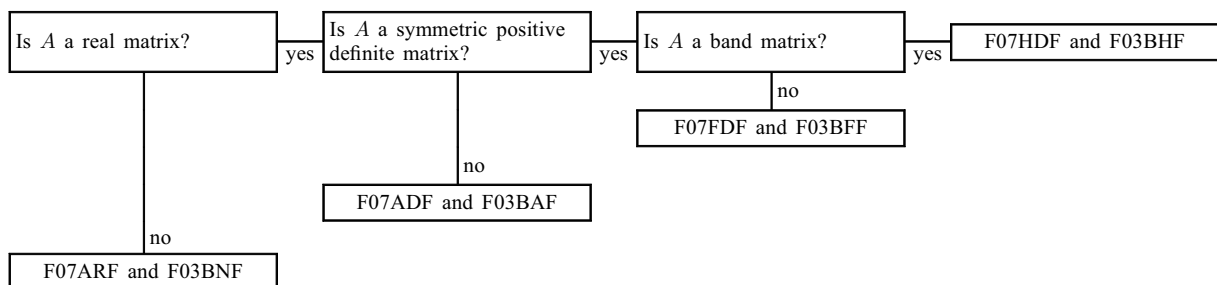 Is A a real matrix?
yes
Is A a symmetric positive
definite matrix?
yes
Is A a band matrix?
yes
F07HDF and F03BHF
no
F07FDF and F03BFF
no
F07ADF and F03BAF
no
F07ARF and F03BNF